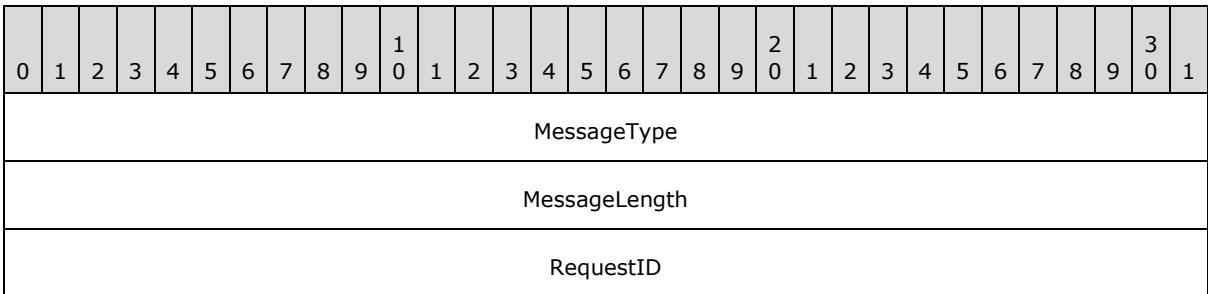 1 2 3
0 1 2 3 4 5 6 7 8 9 0 1 2 3 4 5 6 7 8 9 0 1 2 3 4 5 6 7 8 9 0 1
MessageType
MessageLength
RequestID